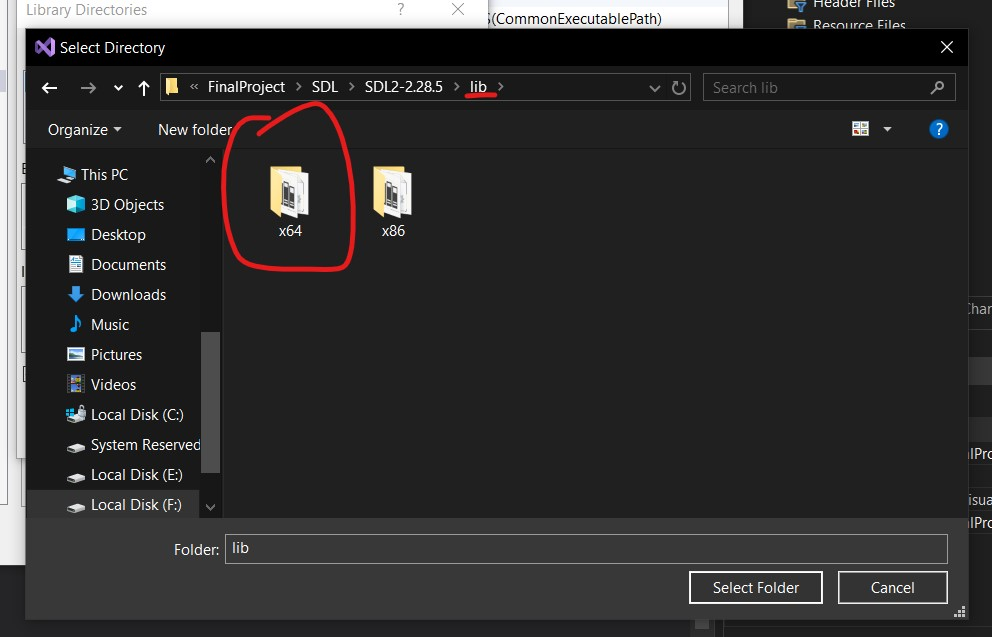 Library Directories
?
$(CommonExecutablePath)
Header Files
Resource Files
Select Directory
« FinalProject > SDL > SDL2-2.28.5 > lib >
Search lib
Organize
New folder
?
This PC
3D Objects
Desktop
Documents
Downloads
Music
Pictures
Videos
Local Disk (C:)
System Reserved
Local Disk (E:)
Local Disk (F:)
x64
x86
Folder:
lib
Select Folder
Cancel